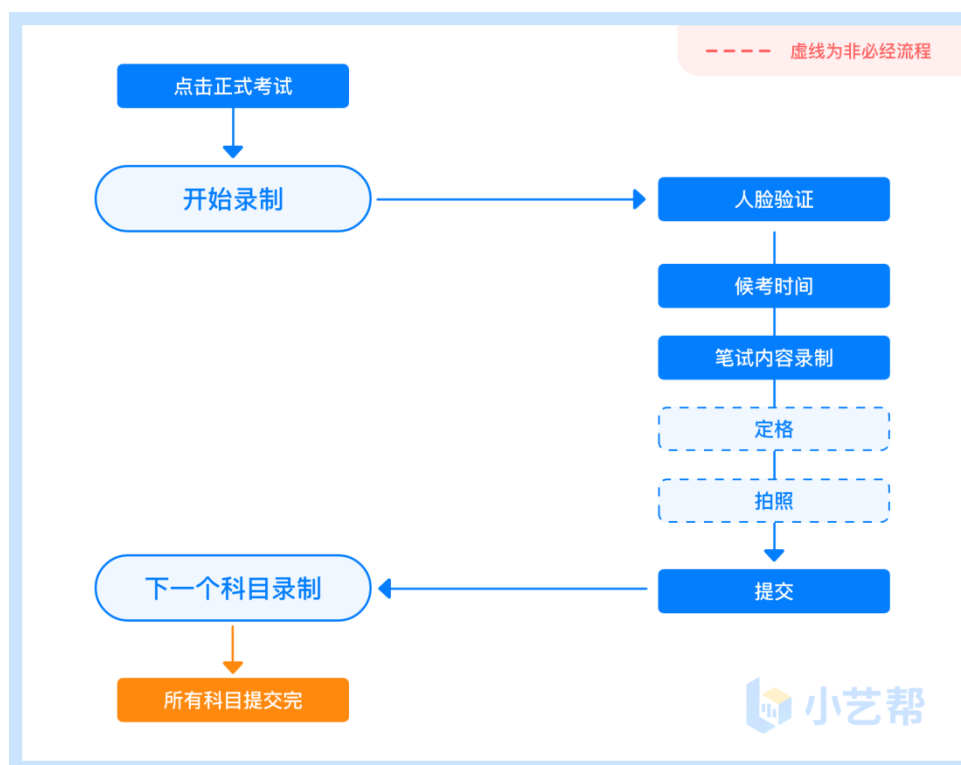 虚线为非必经流程
点击正式考试
开始录制
人脸验证
候考时间
笔试内容录制
定格
拍照
提交
下一个科目录制
所有科目提交完
小艺帮